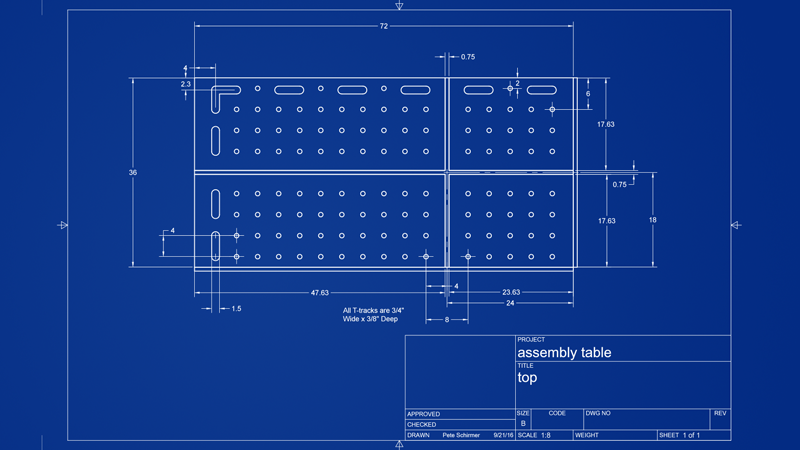 72
0.75
4
2.3
2
6
17.63
36
0.75
4
17.63
18
4
47.63
23.63
24
1.5
All T-tracks are 3/4"
Wide x 3/8" Deep
8
PROJECT
assembly table
TITLE
top
APPROVED
SIZE CODE DWG NO REV
CHECKED
B
DRAWN Pete Schirmer 9/21/16 SCALE 1:8 WEIGHT SHEET 1 of 1